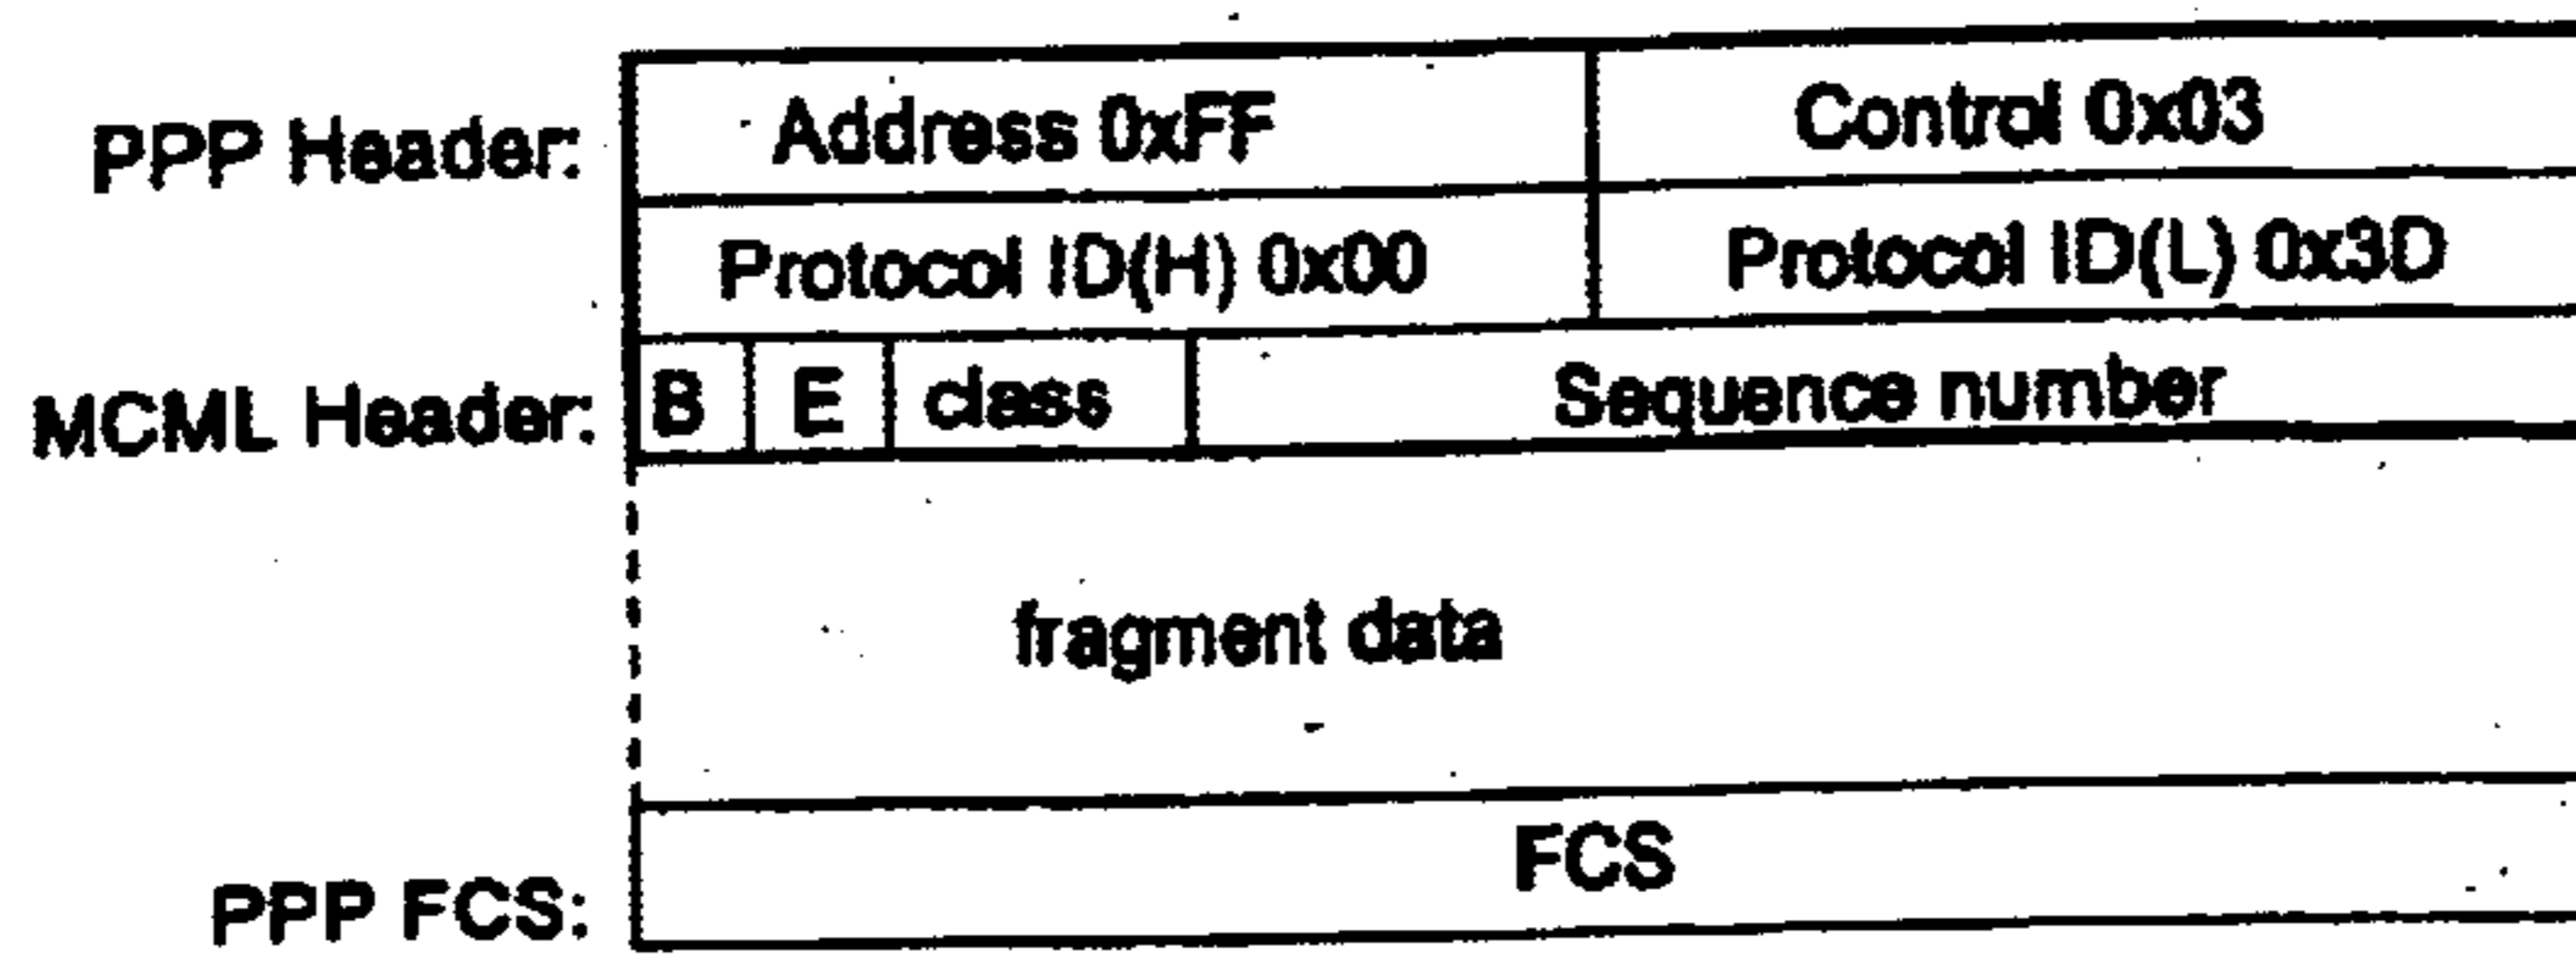 PPP Header: Address 0xFF Control 0x03
Protocol ID(H) 0x00 Protocol ID(L) 0x3D
MCML Header: B E class Sequence number
fragment data
PPP FCS: FCS